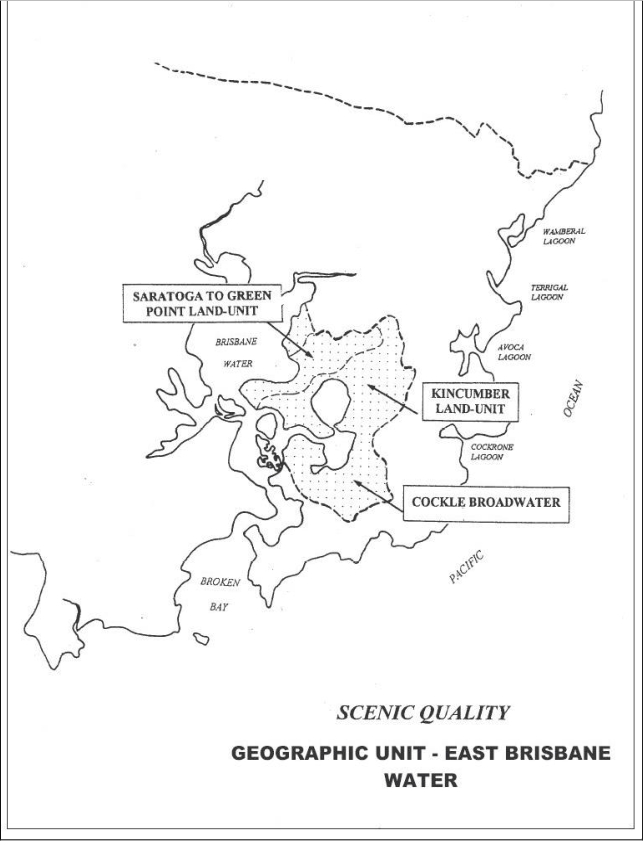 WAMBERAL
LAGOON
TERRIGAL
LAGOON
SARATOGA TO GREEN
POINT LAND-UNIT
BRISBANE
WATER
AVOCA
LAGOON
KINCUMBER
LAND-UNIT
OCEAN
COCKRONE
LAGOON
COCKLE BROADWATER
PACIFIC
BROKEN
BAY
SCENIC QUALITY
GEOGRAPHIC UNIT - EAST BRISBANE
WATER